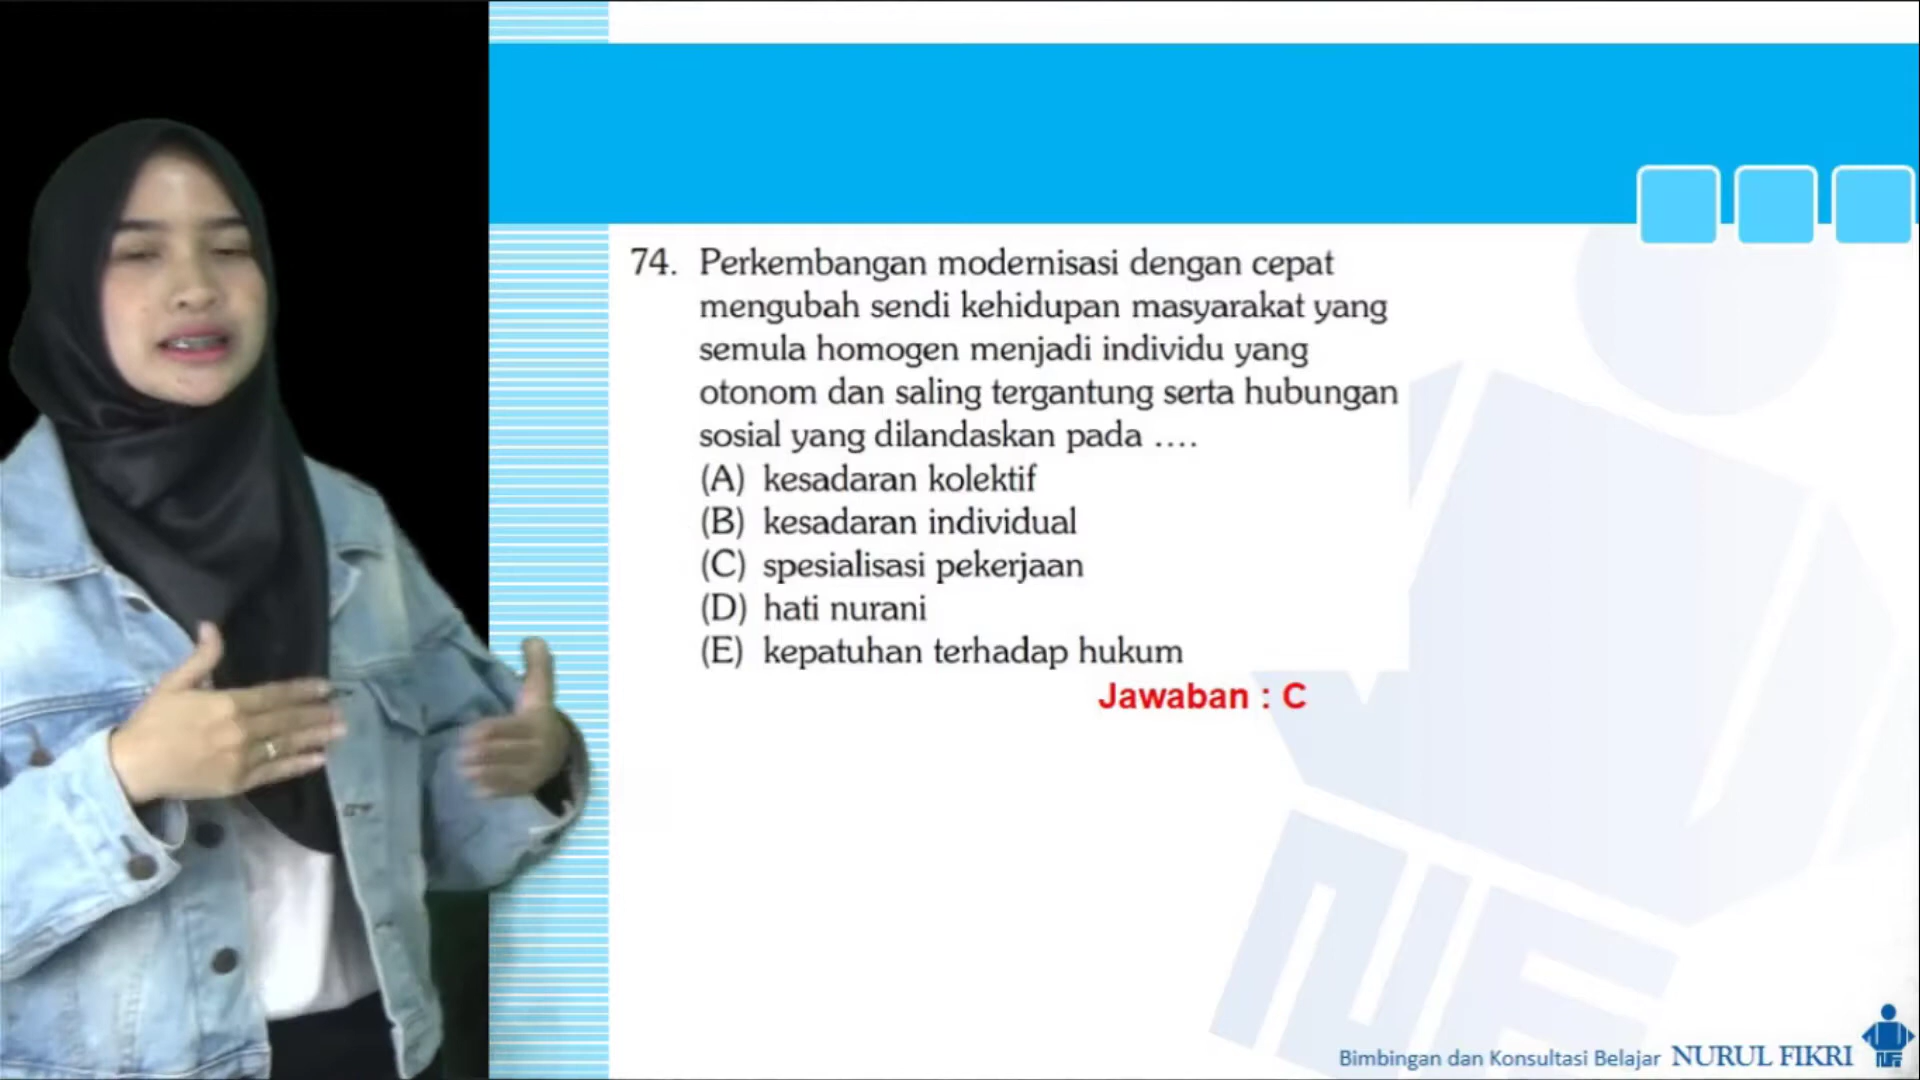 74. Perkembangan modernisasi dengan cepat
mengubah sendi kehidupan masyarakat yang
semula homogen menjadi individu yang
otonom dan saling tergantung serta hubungan
sosial yang dilandaskan pada ....
(A) kesadaran kolektif
(B) kesadaran individual
(C) spesialisasi pekerjaan
(D) hati nurani
(E) kepatuhan terhadap hukum
Jawaban : C
NF
Bimbingan dan Konsultasi Belajar NURUL FIKRI
NF